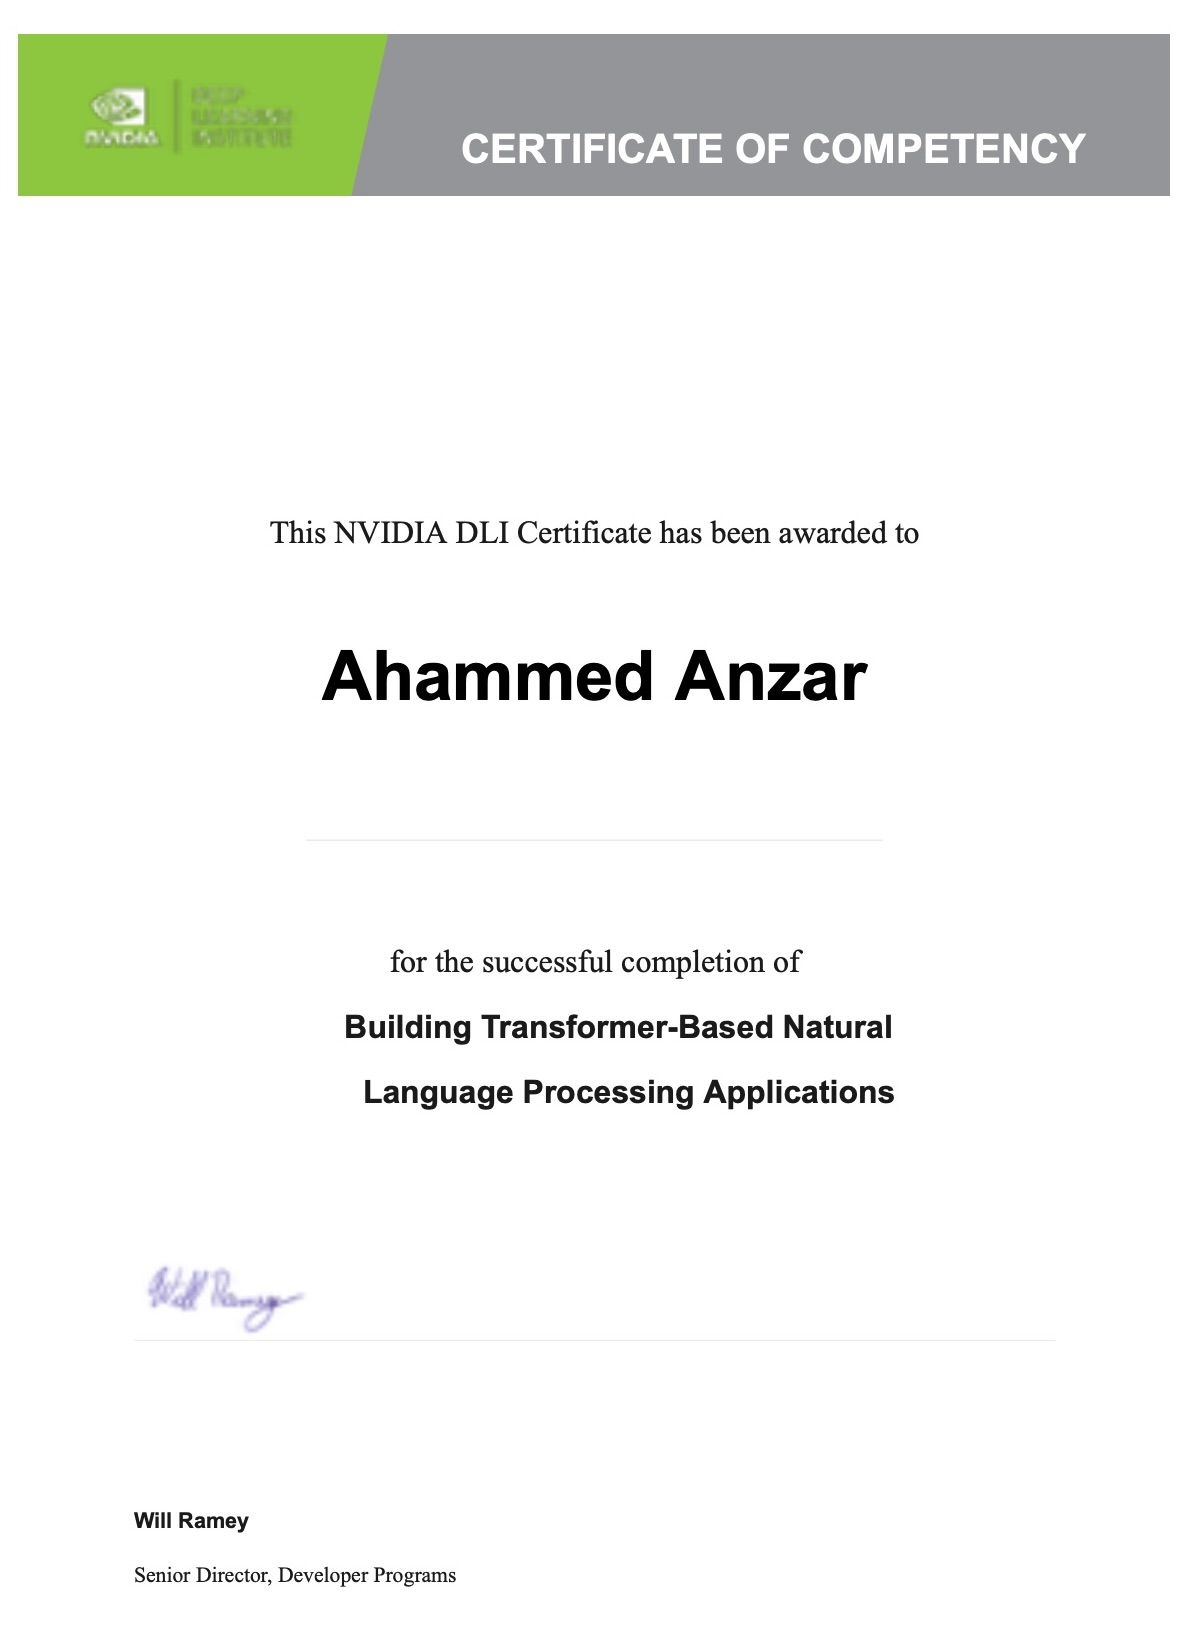 NVIDIA
INSTITUTE
CERTIFICATE OF COMPETENCY
This NVIDIA DLI Certificate has been awarded to
Ahammed Anzar
for the successful completion of
Building Transformer-Based Natural
Language Processing Applications
Will Ramey
Will Ramey
Senior Director, Developer Programs